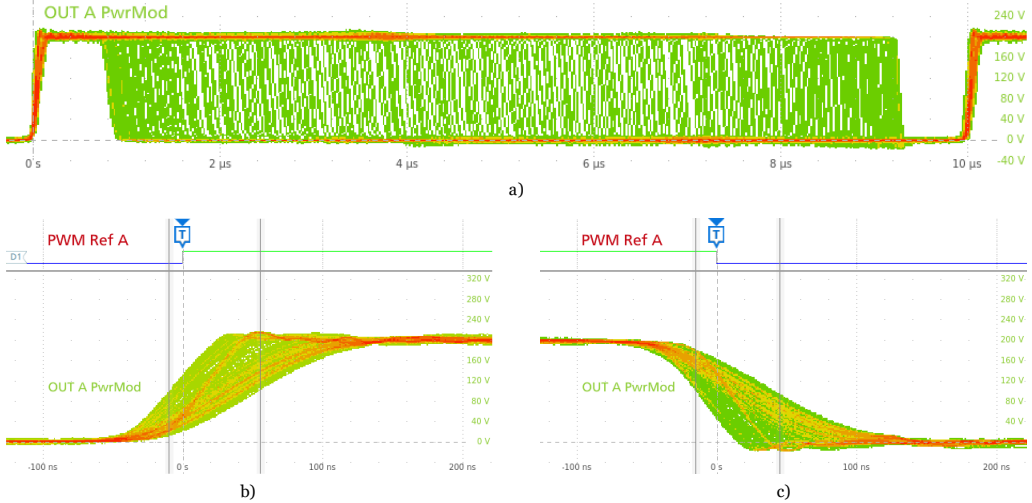 OUT A PwrMod
240 V
200 V
160 V
120 V
80 V
40 V
0 V
-40 V
0 s
2 µs
4 µs
6 µs
8 µs
10 µs
a)
PWM Ref A
T
D1
320 V
280 V
240 V
200 V
160 V
120 V
80 V
40 V
0 V
OUT A PwrMod
-100 ns
0 s
100 ns
200 ns
b)
PWM Ref A
T
320 V
280 V
240 V
200 V
160 V
120 V
80 V
40 V
0 V
OUT A PwrMod
-100 ns
0 s
100 ns
200 ns
c)